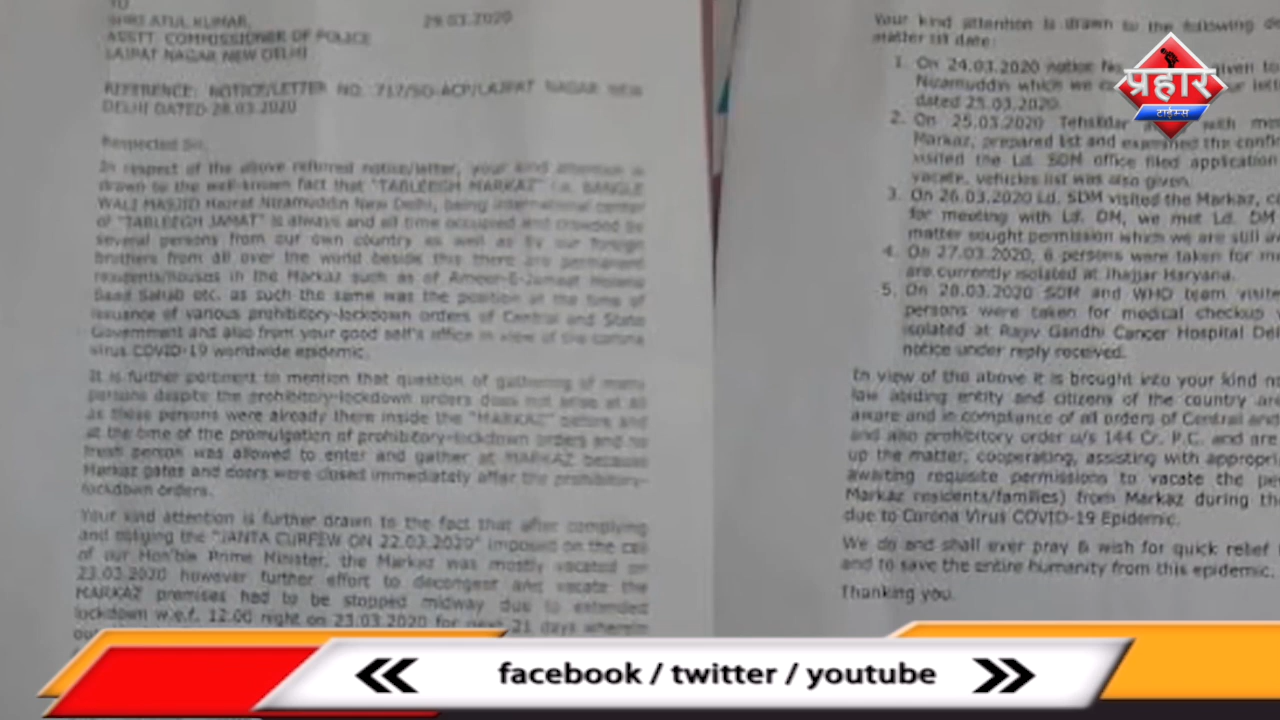 TO
SHRI ATUL KUMAR,
29.03.2020
ASSTT. COMMISSIONER OF POLICE
LAJPAT NAGAR NEW DELHI
REFERENCE: NOTICE/LETTER NO. 717/SO-ACP/LAJPAT NAGAR NEW
DELHI DATED 28.03.2020
Respected Sir,
In respect of the above referred notice/letter, your kind attention is
drawn to the well-known fact that "TABLEEGH MARKAZ" i.e. BANGLE
WALI MASJID Hazrat Nizamuddin New Delhi, being international center
of "TABLEEGH JAMAT" is always and all time occupied and crowded by
several persons from our own country as well as by our foreign
brothers from all over the world beside this there are permanent
residents/houses in the Markaz such as of Ameer-E-Jamaat
Saad Sahab etc. as such the same was the position at the time of
issuance of various prohibitory-lockdown orders of Central and State
Government and also from your good self's office in view of the corona
virus COVID-19 worldwide epidemic.
It is further pertinent to mention that question of gathering of many
persons despite the prohibitory-lockdown orders does not arise at all
as these persons were already there inside the "MARKAZ" before and
at the time of the promulgation of prohibitory-lockdown orders and no
fresh person was allowed to enter and gather at MARKAZ because
Markaz gates and doors were closed immediately after the prohibitory-
lockdown orders.
Your kind attention is further drawn to the fact that after complying
and obliging the "JANTA CURFEW ON 22.03.2020" imposed on the call
of our Hon'ble Prime Minister, the Markaz was mostly vacated on
23.03.2020 however further effort to decongest and vacate the
MARKAZ premises had to be stopped midway due to extended
lockdown w.e.f. 12.00 night on 23.03.2020 for next 21 days wherein
Your kind attention is drawn to the following
matter till date:
1. On 24.03.2020 notice given to
Nizamuddin which we
dated 25.03.2020.
2. On 25.03.2020 Tehsildar with
Markaz, prepared list and examined the
visited the Ld. SDM office filed application
vacate, vehicles list was also given.
3. On 26.03.2020 Ld. SDM visited the Markaz,
for meeting with Ld. DM, we met Ld. DM
matter sought permission which we are still
4. On 27.03.2020, 6 persons were taken for
are currently isolated at Jhajjar Haryana.
5. On 28.03.2020 SDM and WHO team
persons were taken for medical checkup
isolated at Rajiv Gandhi Cancer Hospital
notice under reply received.
In view of the above it is brought into your kind
law abiding entity and citizens of the country are
aware and in compliance of all orders of Central and
and also prohibitory order u/s 144 Cr. P.C. and are
up the matter, cooperating, assisting with
awaiting requisite permissions to vacate the
Markaz residents/families) from Markaz during the
due to Corona Virus COVID-19 Epidemic.
We do and shall ever pray & wish for quick relief
and to save the entire humanity from this epidemic.
Thanking you.
प्रहार
टाईम्स
facebook / twitter / youtube